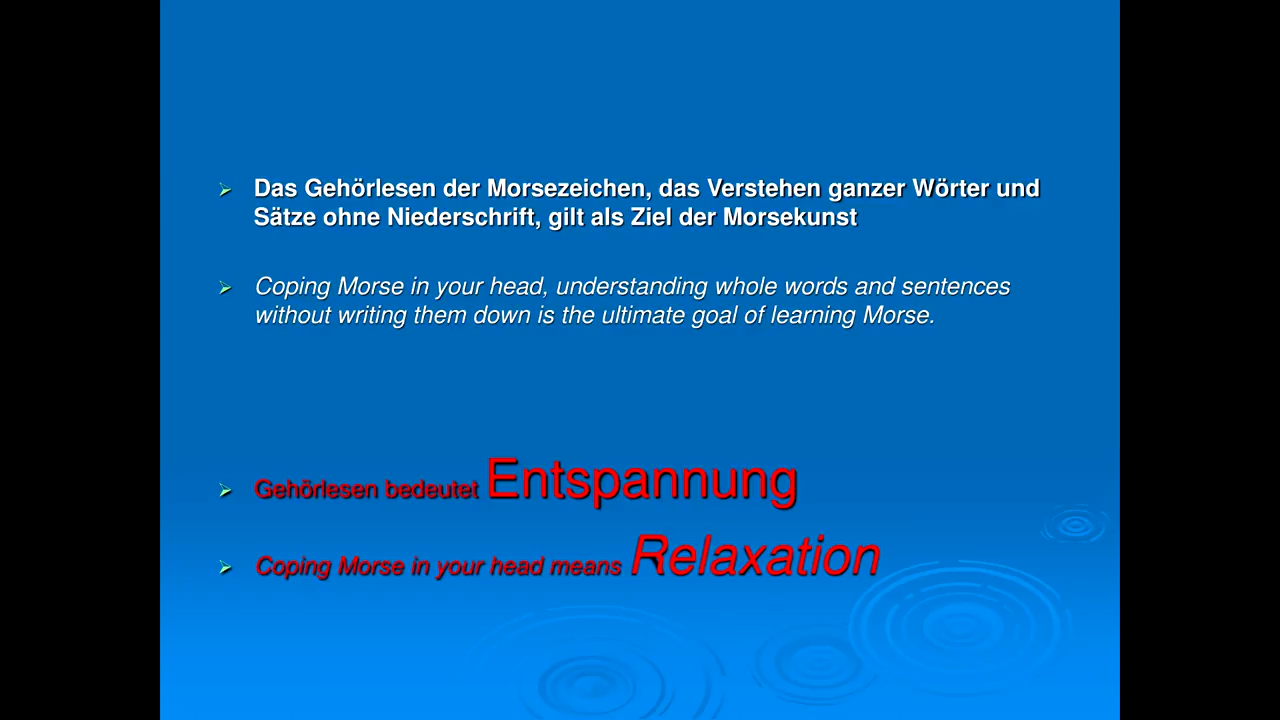 Das Gehörlesen der Morsezeichen, das Verstehen ganzer Wörter und
Sätze ohne Niederschrift, gilt als Ziel der Morsekunst
Coping Morse in your head, understanding whole words and sentences
without writing them down is the ultimate goal of learning Morse.
Gehörlesen bedeutet Entspannung
Coping Morse in your head means Relaxation